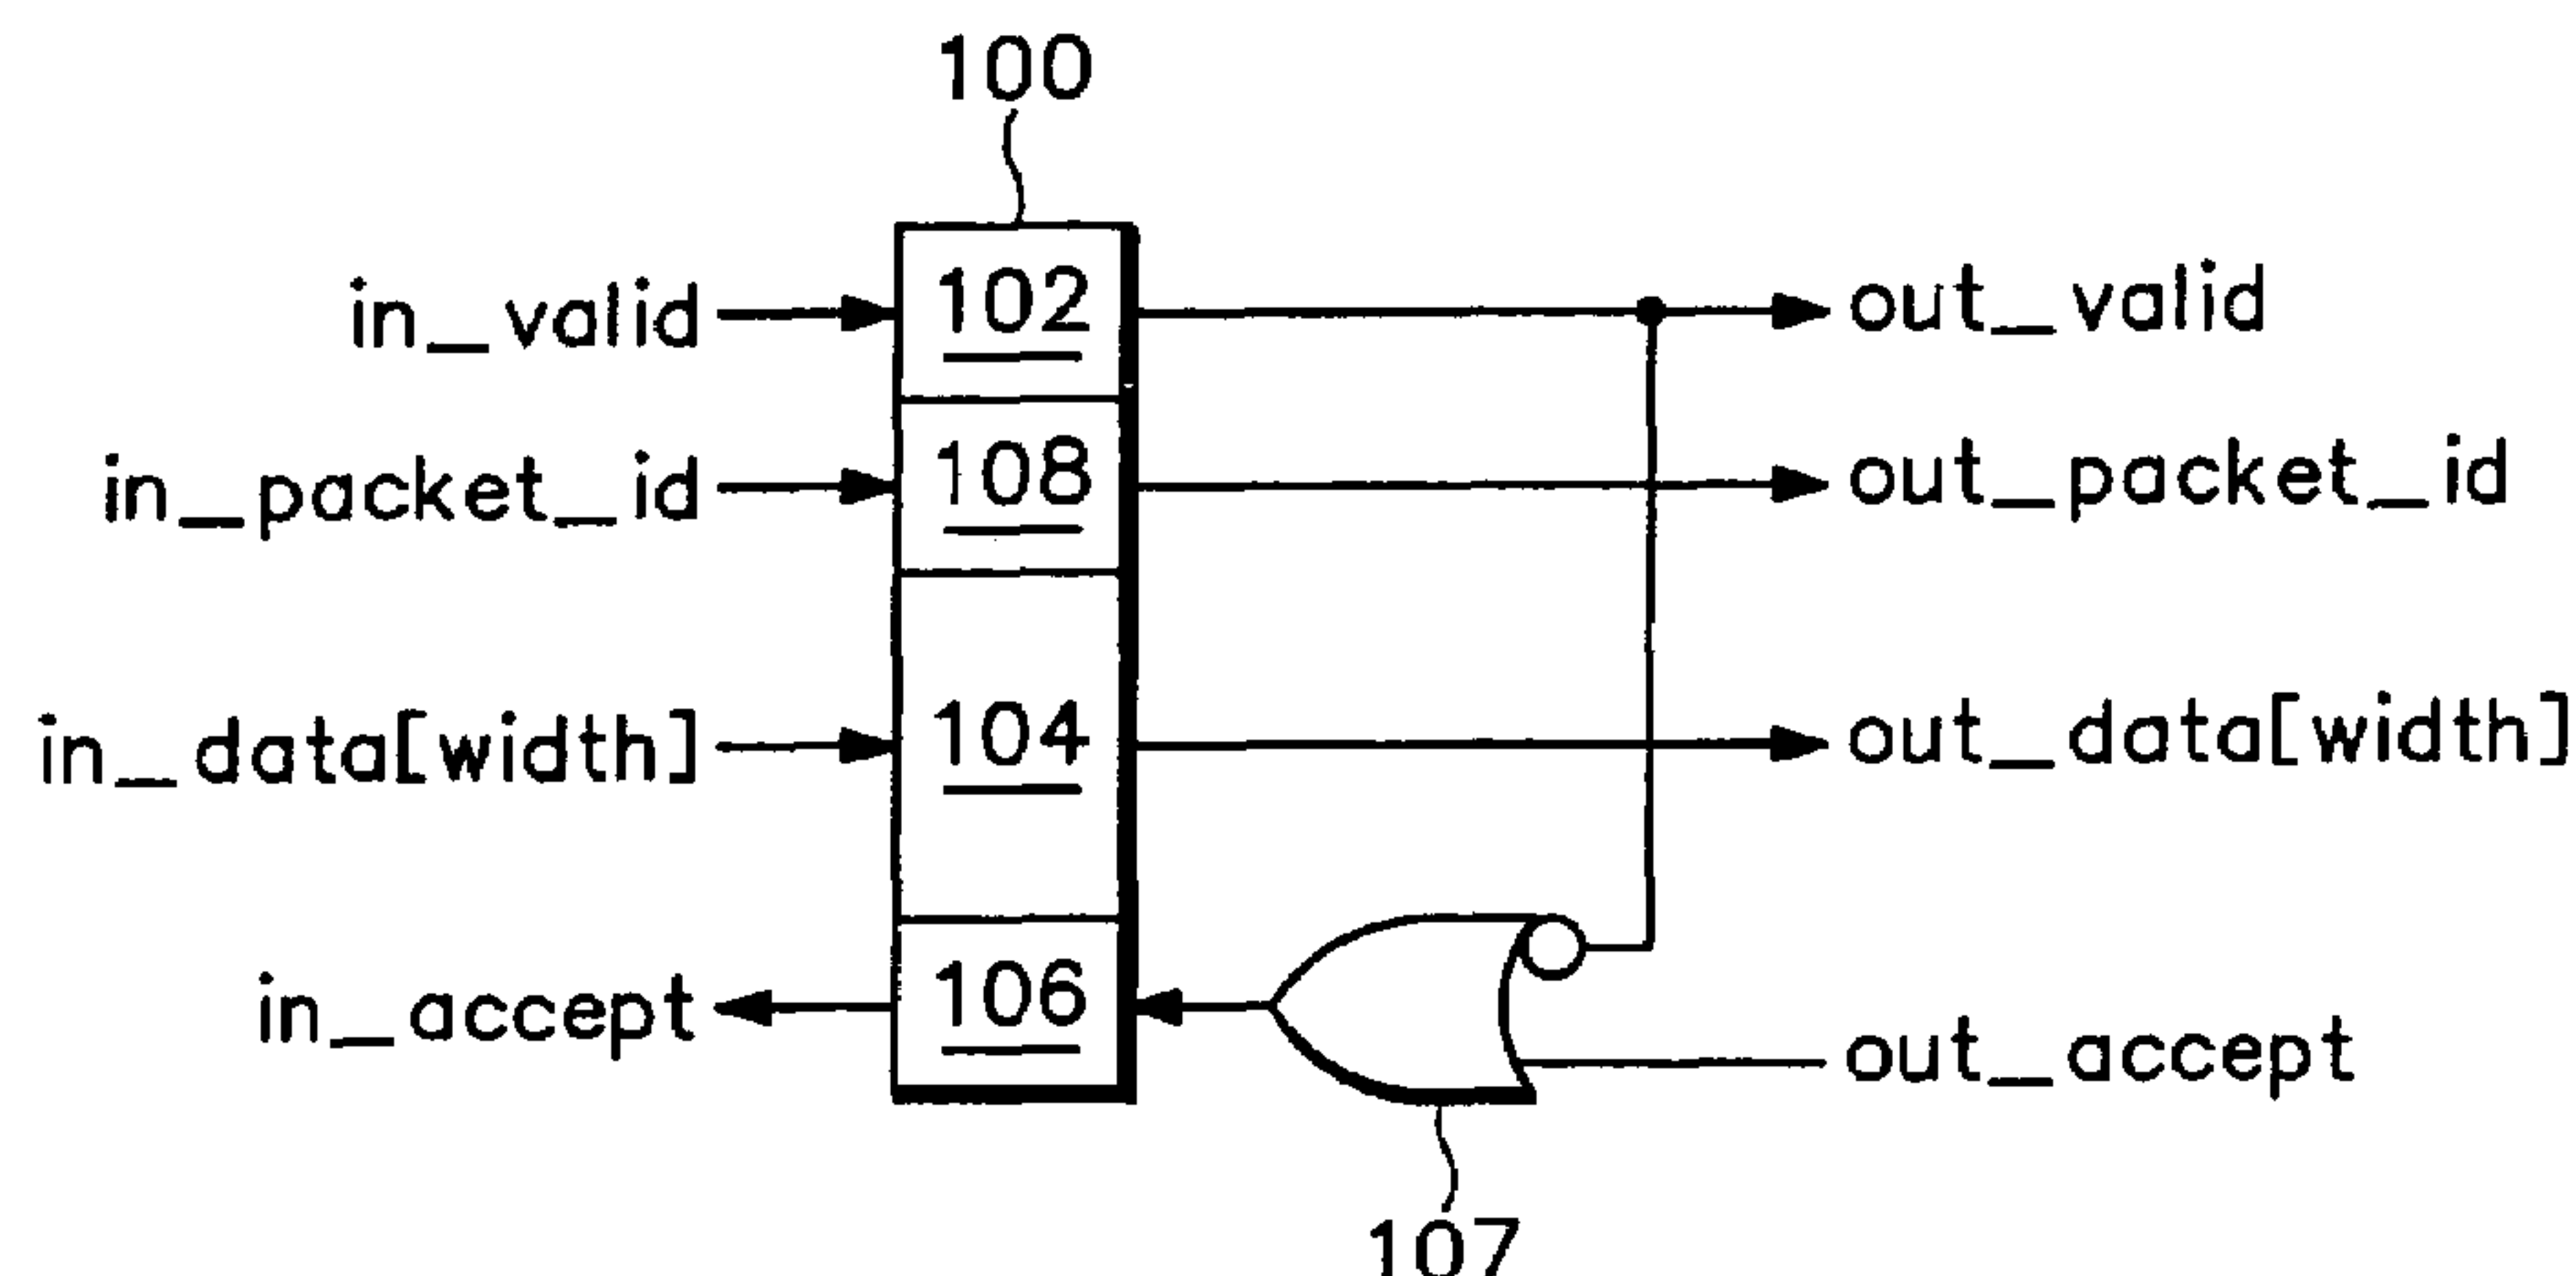 100
in_valid 102 out_valid
in_packet_id 108 out_packet_id
in_data[width] 104 out_data[width]
in_accept 106 out_accept
107